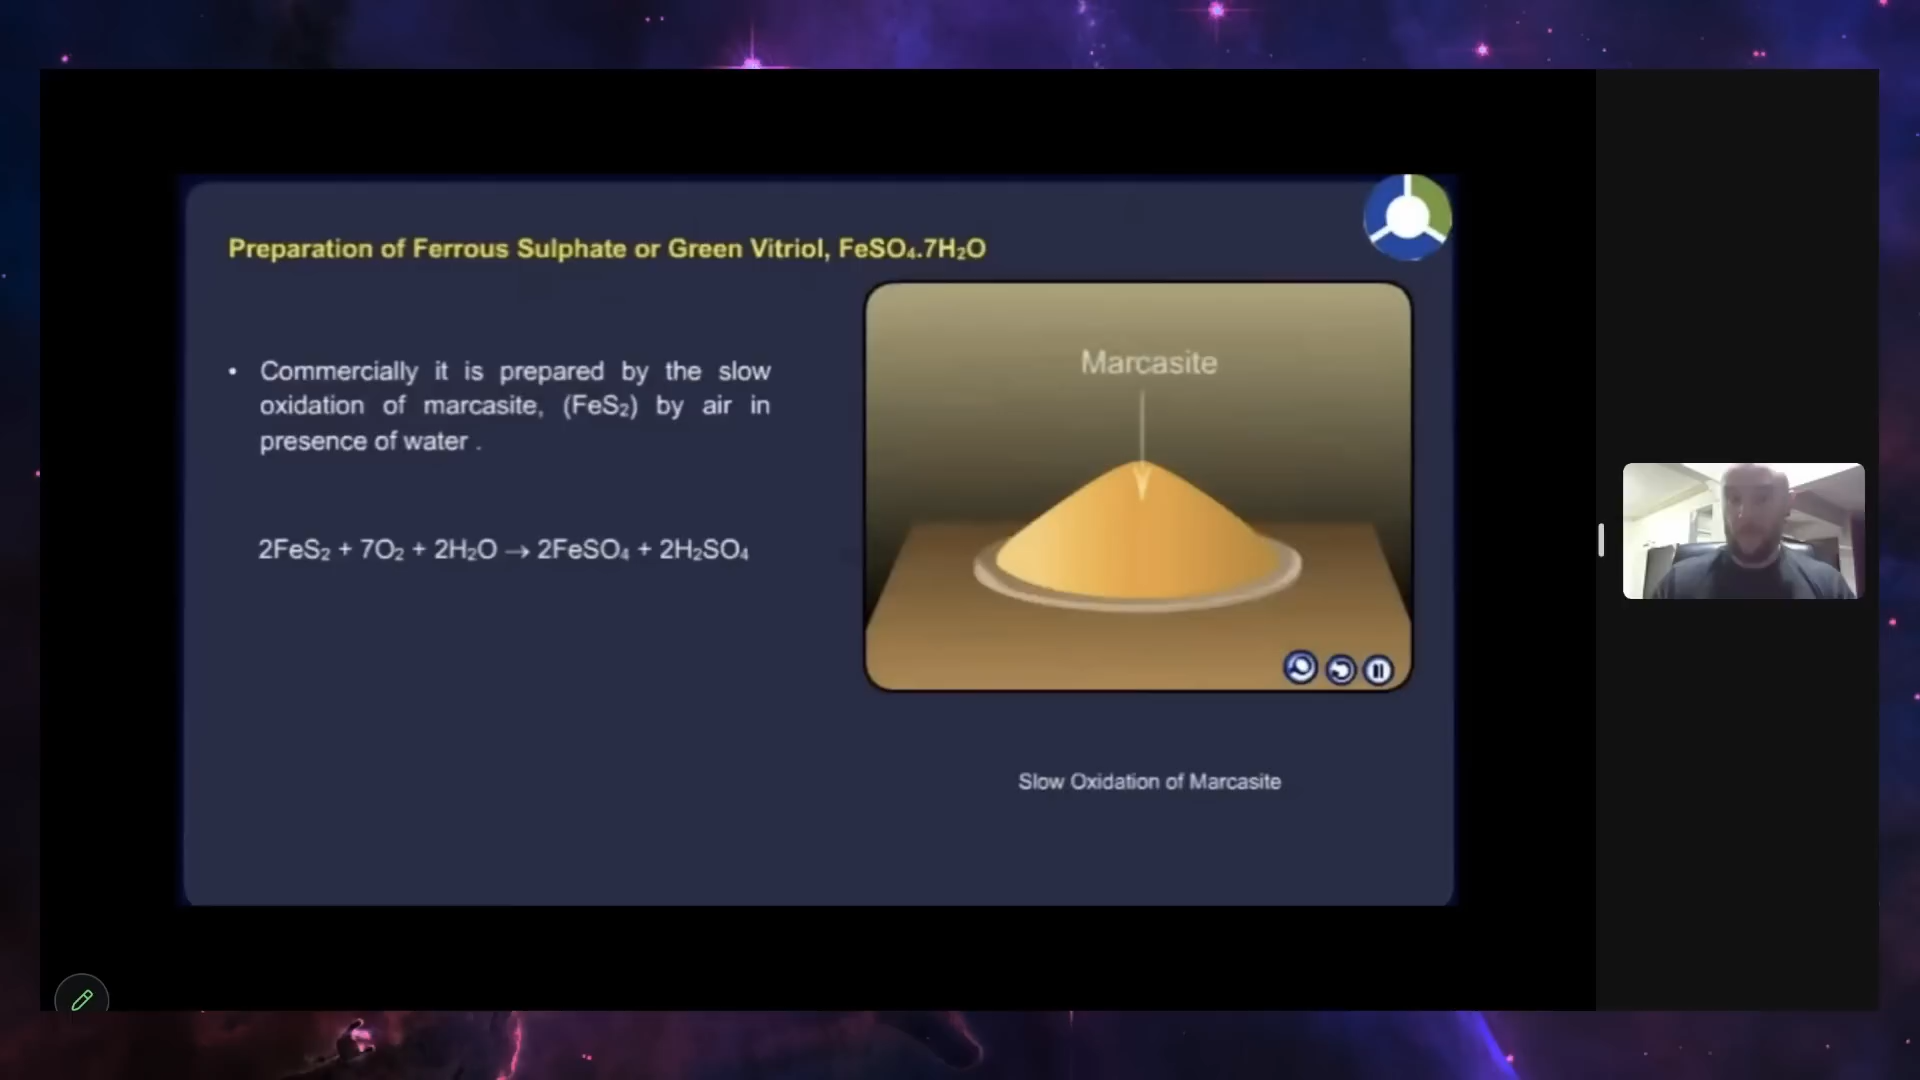 Preparation of Ferrous Sulphate or Green Vitriol, FeSO₄.7H₂O
• Commercially it is prepared by the slow
oxidation of marcasite, (FeS₂) by air in
presence of water .
2FeS₂ + 7O₂ + 2H₂O → 2FeSO₄ + 2H₂SO₄
Marcasite
Slow Oxidation of Marcasite